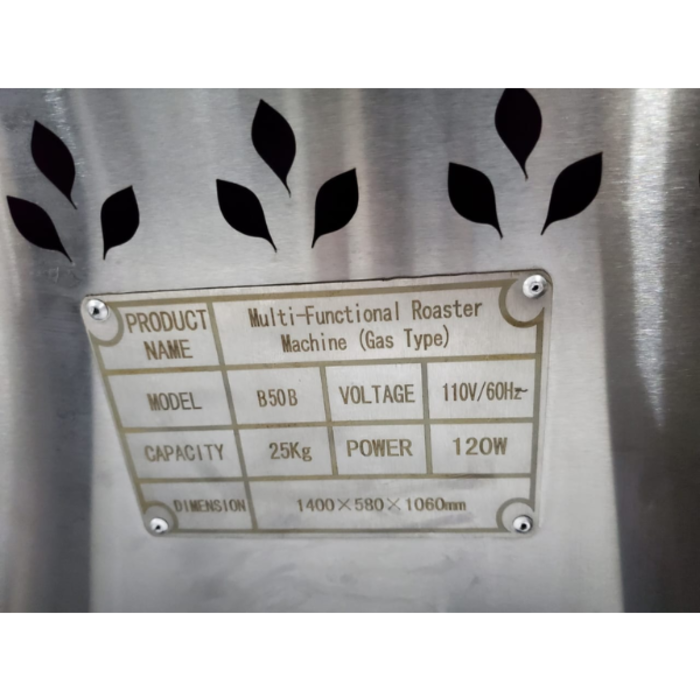 PRODUCT NAME Multi-Functional Roaster Machine (Gas Type)
MODEL B50B VOLTAGE 110V/60Hz~
CAPACITY 25Kg POWER 120W
DIMENSION 1400×580×1060mm